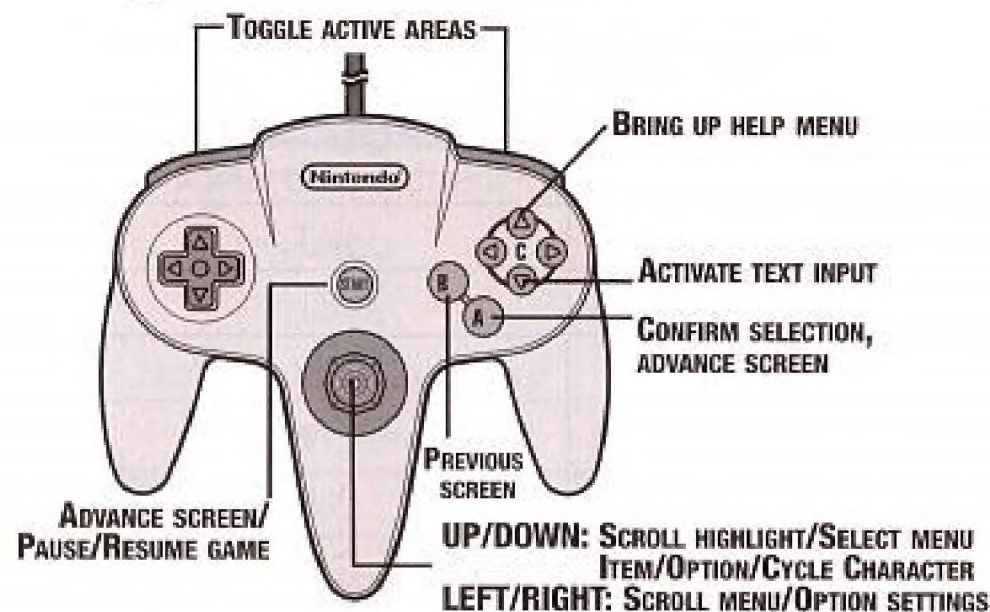 TOGGLE ACTIVE AREAS
BRING UP HELP MENU
Nintendo
C
ACTIVATE TEXT INPUT
START
B
A
CONFIRM SELECTION,
ADVANCE SCREEN
PREVIOUS
SCREEN
ADVANCE SCREEN/
PAUSE/RESUME GAME
UP/DOWN: SCROLL HIGHLIGHT/SELECT MENU
ITEM/OPTION/CYCLE CHARACTER
LEFT/RIGHT: SCROLL MENU/OPTION SETTINGS